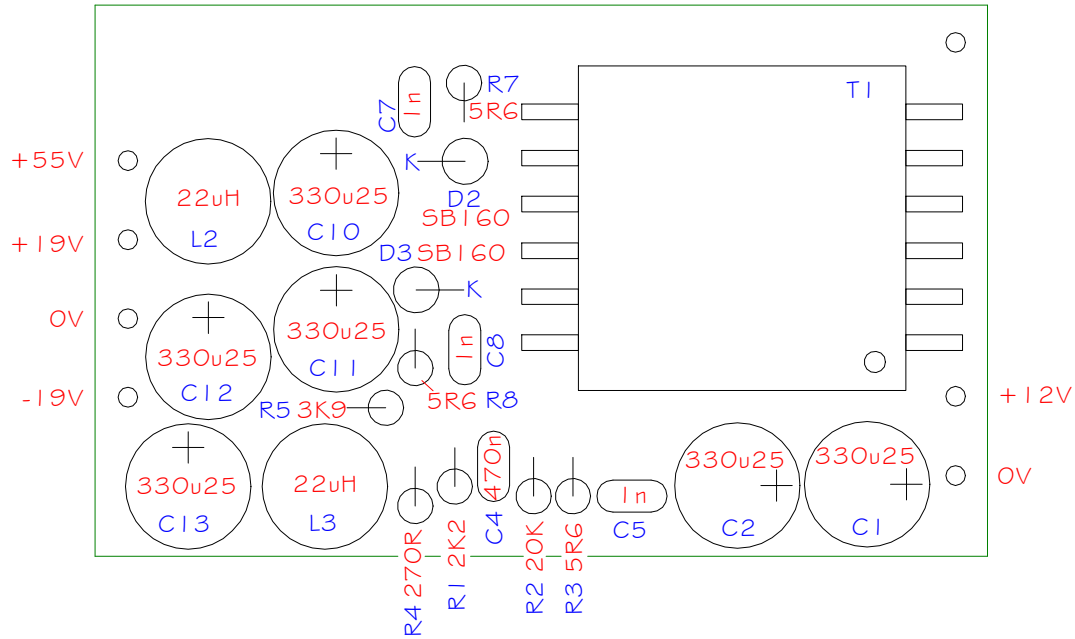 R7
T1
C7
1n
5R6
+55V
K
22uH
330u25
D2
SB160
L2
C10
+19V
D3 SB160
K
0V
330u25
330u25
1n
C8
C11
C12
-19V
5R6 R8
R5 3K9
+12V
330u25
22uH
470n
330u25
330u25
1n
0V
C13
L3
C4
C5
C2
C1
R4 270R
R1 2K2
R2 20K
R3 5R6